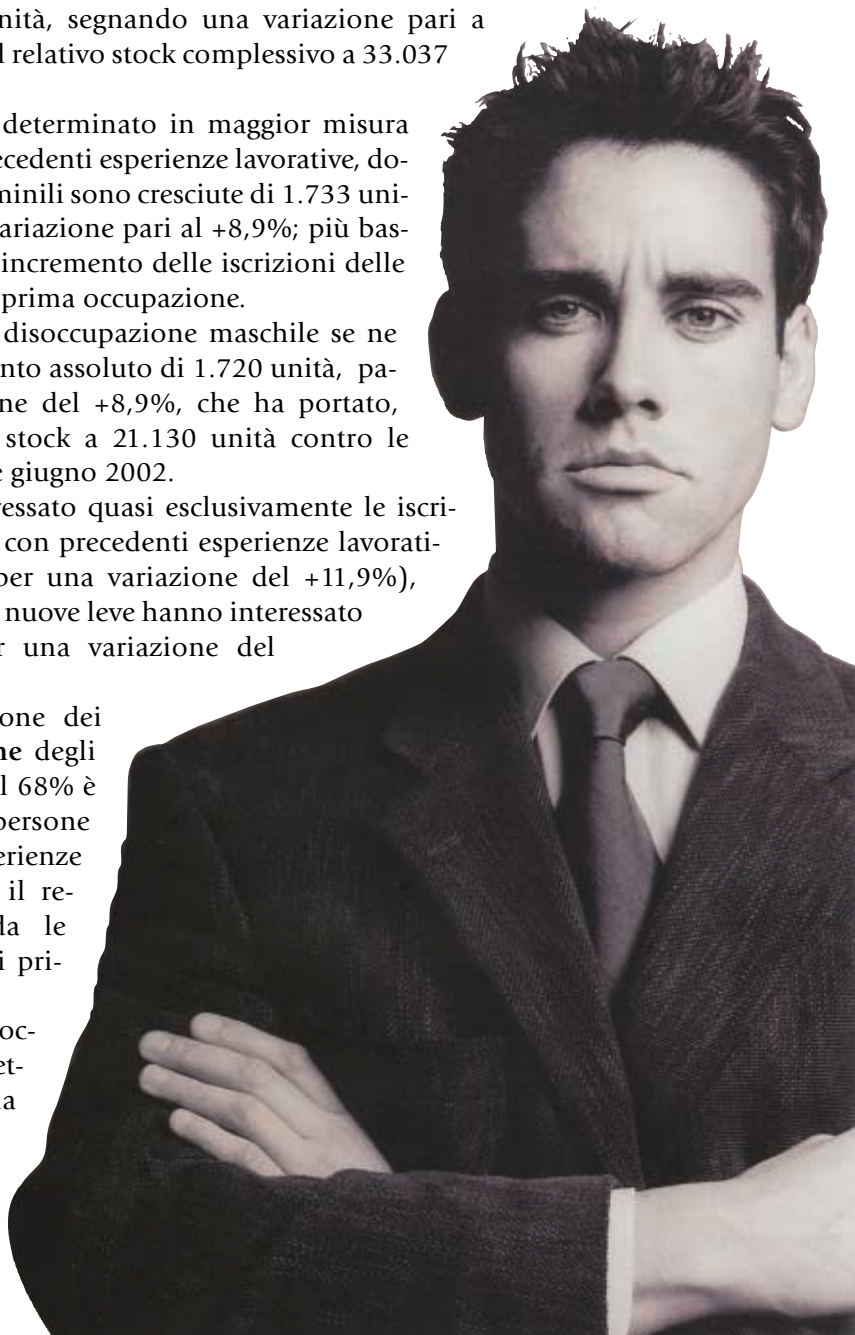 nità, segnando una variazione pari a
l relativo stock complessivo a 33.037
determinato in maggior misura
ecedenti esperienze lavorative, do-
minili sono cresciute di 1.733 uni-
ariazione pari al +8,9%; più bas-
incremento delle iscrizioni delle
prima occupazione.
disoccupazione maschile se ne
nto assoluto di 1.720 unità, pa-
ne del +8,9%, che ha portato,
stock a 21.130 unità contro le
e giugno 2002.
ressato quasi esclusivamente le iscri-
con precedenti esperienze lavorati-
per una variazione del +11,9%),
nuove leve hanno interessato
r una variazione del
one dei
ne degli
l 68% è
persone
erienze
il re-
da le
i pri-
oc-
et-
la